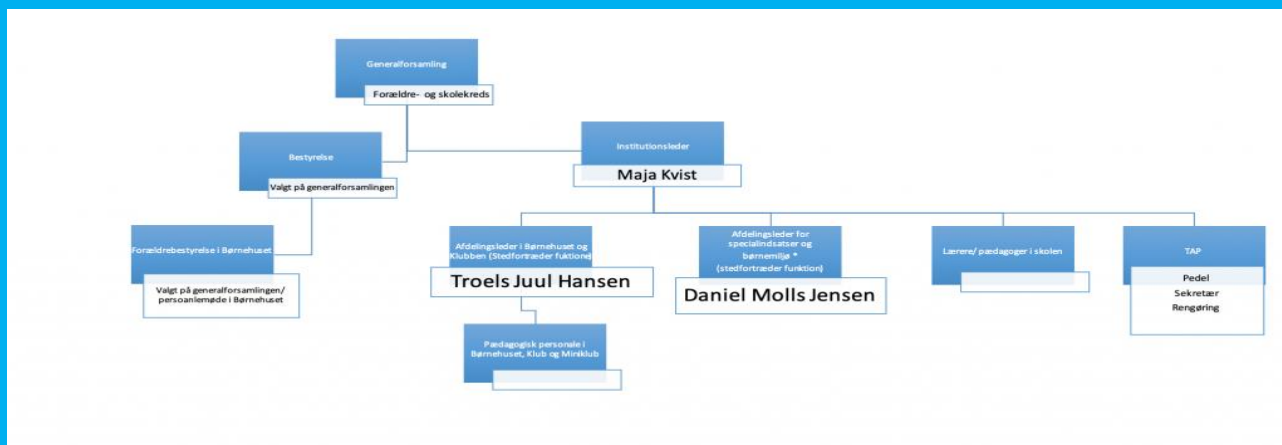 Generalforsamling
Forældre- og skolekreds
Bestyrelse
Valgt på generalforsamlingen
Institutionsleder
Maja Kvist
Forældrebestyrelse i Børnehuset
Valgt på generalforsamlingen/
persoanlemøde i Børnehuset
Afdelingsleder i Børnehuset og
Klubben (Stedfortræder fuktione)
Troels Juul Hansen
Afdelingsleder for
specialindsatser og
børnemiljø *
(stedfortræder funktion)
Daniel Molls Jensen
Lærere/ pædagoger i skolen
TAP
Pedel
Sekretær
Rengøring
Pædagogisk personale i
Børnehuset, Klub og Miniklub